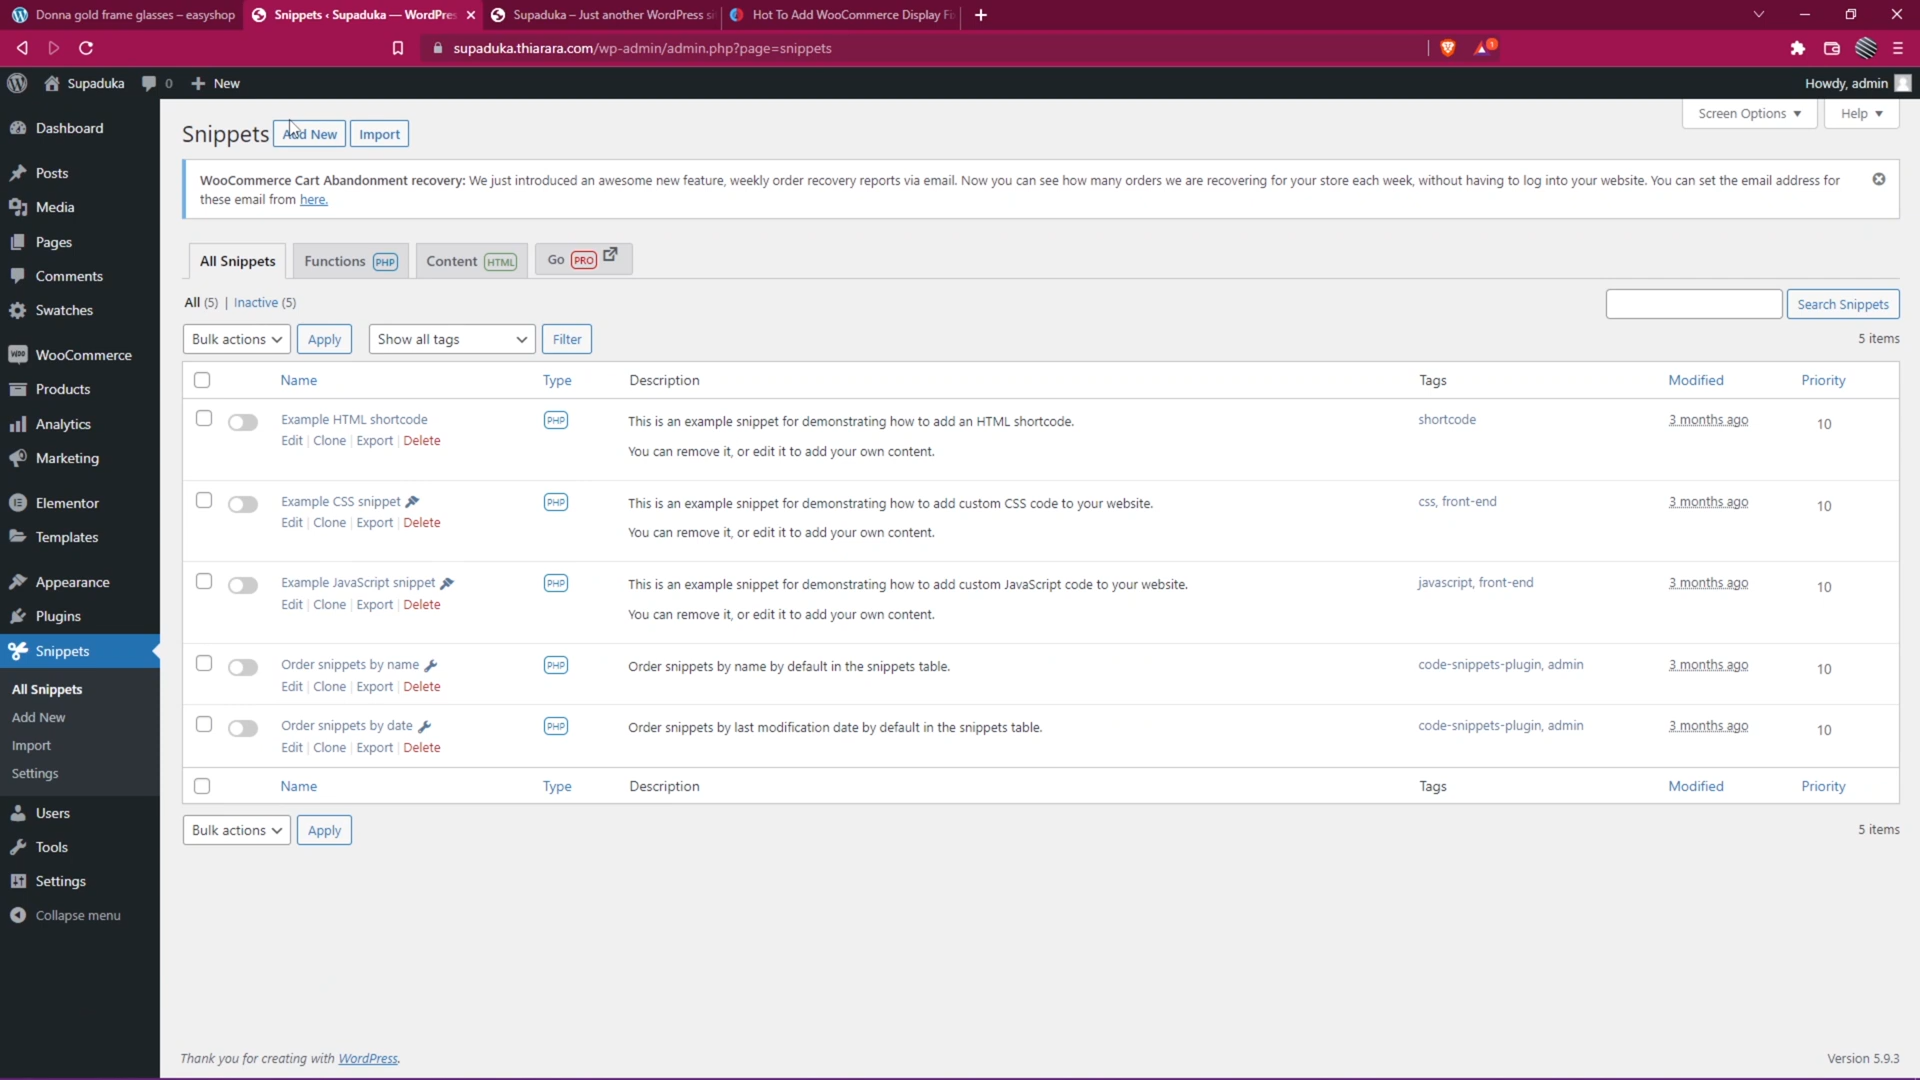 Donna gold frame glasses – easyshop
Snippets ‹ Supaduka — WordPres
Supaduka – Just another WordPress si
Hot To Add WooCommerce Display Fi
supaduka.thiarara.com/wp-admin/admin.php?page=snippets
1
Supaduka
0
New
Howdy, admin
Dashboard
Posts
Media
Pages
Comments
Swatches
WooCommerce
Products
Analytics
Marketing
Elementor
Templates
Appearance
Plugins
Snippets
All Snippets
Add New
Import
Settings
Users
Tools
Settings
Collapse menu
Screen Options
Help
Snippets
Add New
Import
WooCommerce Cart Abandonment recovery: We just introduced an awesome new feature, weekly order recovery reports via email. Now you can see how many orders we are recovering for your store each week, without having to log into your website. You can set the email address for
these email from here.
All Snippets
Functions PHP
Content HTML
Go PRO
All (5) | Inactive (5)
Search Snippets
Bulk actions
Apply
Show all tags
Filter
5 items
Name Type Description Tags Modified Priority
Example HTML shortcode PHP This is an example snippet for demonstrating how to add an HTML shortcode. shortcode 3 months ago 10
Edit | Clone | Export | Delete
You can remove it, or edit it to add your own content.
Example CSS snippet PHP This is an example snippet for demonstrating how to add custom CSS code to your website. css, front-end 3 months ago 10
Edit | Clone | Export | Delete
You can remove it, or edit it to add your own content.
Example JavaScript snippet PHP This is an example snippet for demonstrating how to add custom JavaScript code to your website. javascript, front-end 3 months ago 10
Edit | Clone | Export | Delete
You can remove it, or edit it to add your own content.
Order snippets by name PHP Order snippets by name by default in the snippets table. code-snippets-plugin, admin 3 months ago 10
Edit | Clone | Export | Delete
Order snippets by date PHP Order snippets by last modification date by default in the snippets table. code-snippets-plugin, admin 3 months ago 10
Edit | Clone | Export | Delete
Name Type Description Tags Modified Priority
Bulk actions
Apply
5 items
Thank you for creating with WordPress.
Version 5.9.3